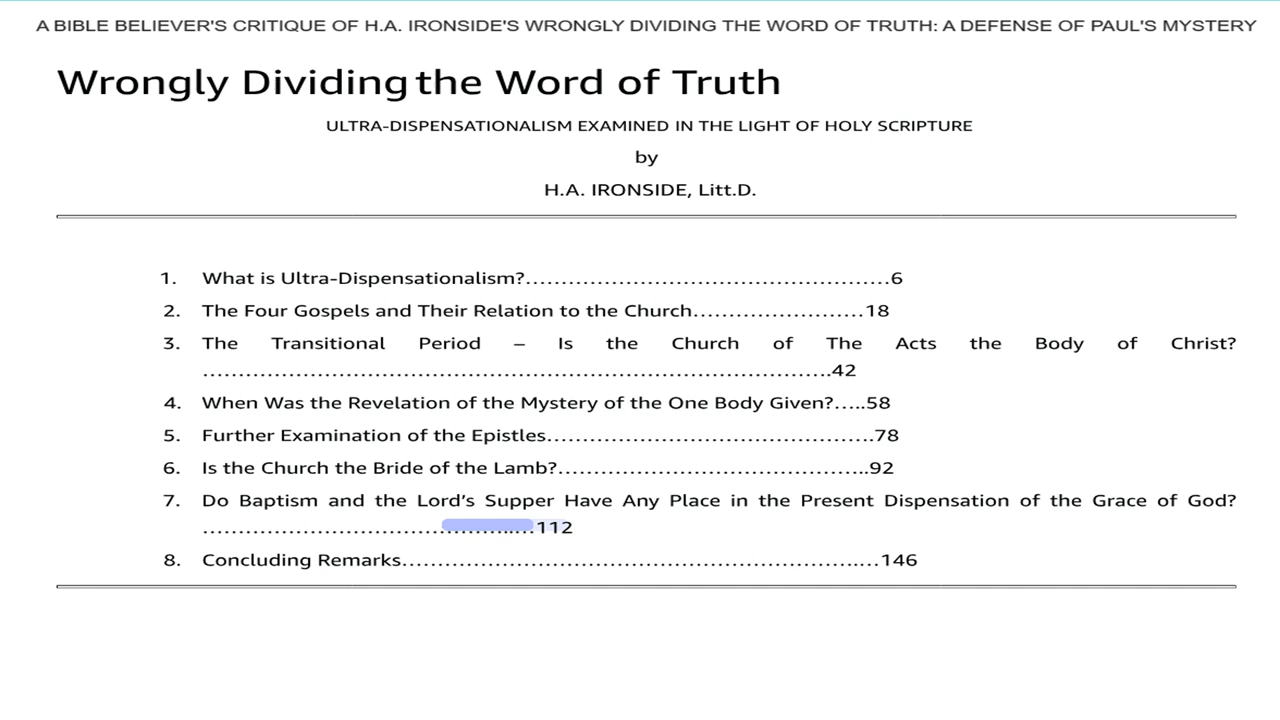 A BIBLE BELIEVER'S CRITIQUE OF H.A. IRONSIDE'S WRONGLY DIVIDING THE WORD OF TRUTH: A DEFENSE OF PAUL'S MYSTERY
Wrongly Dividing the Word of Truth
ULTRA-DISPENSATIONALISM EXAMINED IN THE LIGHT OF HOLY SCRIPTURE
by
H.A. IRONSIDE, Litt.D.
1. What is Ultra-Dispensationalism?……………………………………………6
2. The Four Gospels and Their Relation to the Church……………………18
3. The Transitional Period – Is the Church of The Acts the Body of Christ?
…………………………………………………………………………….42
4. When Was the Revelation of the Mystery of the One Body Given?…..58
5. Further Examination of the Epistles……………………………………….78
6. Is the Church the Bride of the Lamb?……………………………………..92
7. Do Baptism and the Lord’s Supper Have Any Place in the Present Dispensation of the Grace of God?
……………………………………..…112
8. Concluding Remarks……………………………………………………….…146